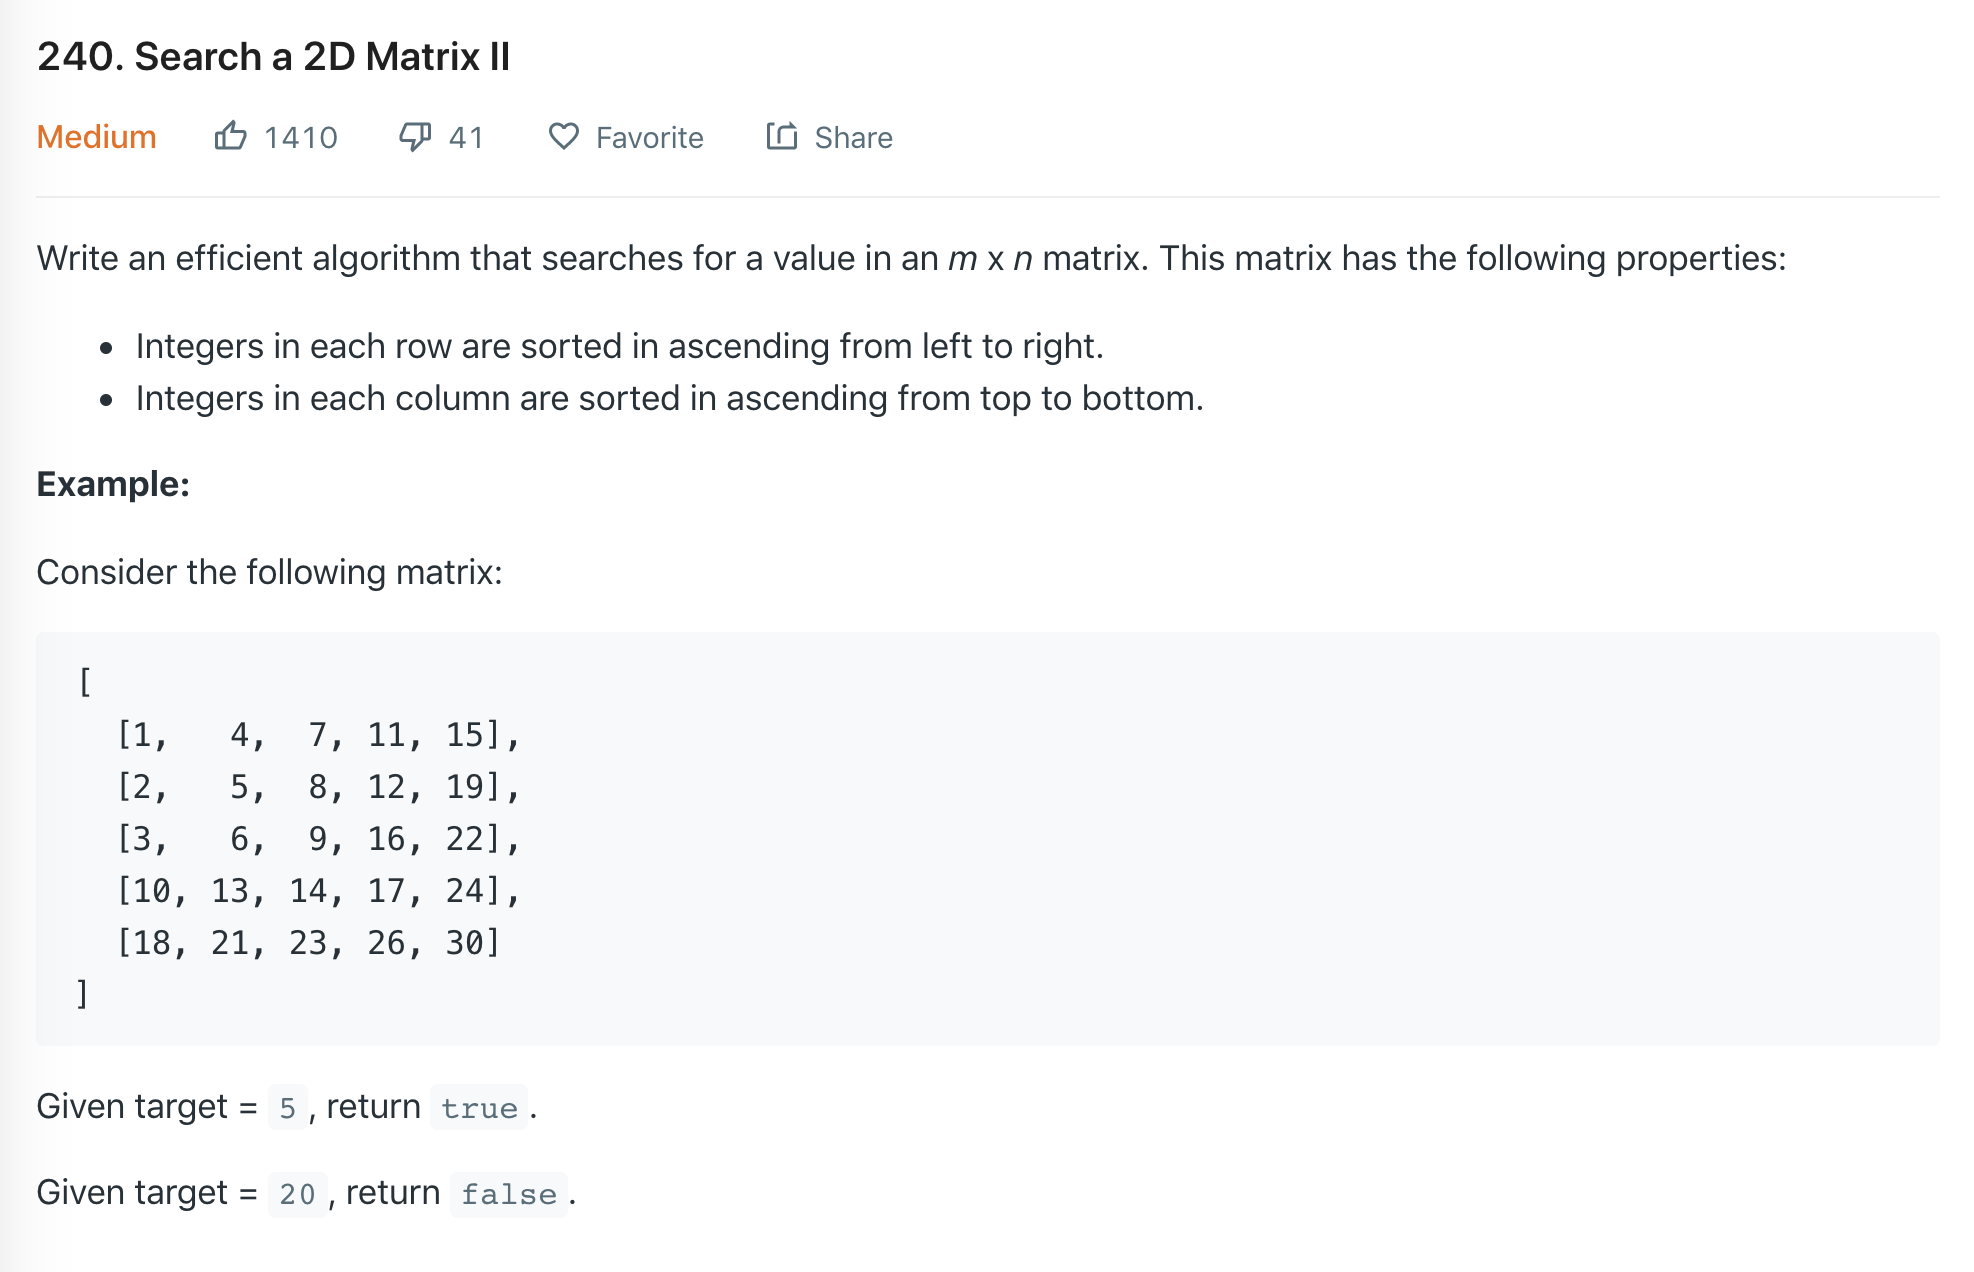 240. Search a 2D Matrix II
Medium 1410 41 Favorite Share
Write an efficient algorithm that searches for a value in an m x n matrix. This matrix has the following properties:
• Integers in each row are sorted in ascending from left to right.
• Integers in each column are sorted in ascending from top to bottom.
Example:
Consider the following matrix:
[
  [1,   4,  7, 11, 15],
  [2,   5,  8, 12, 19],
  [3,   6,  9, 16, 22],
  [10, 13, 14, 17, 24],
  [18, 21, 23, 26, 30]
]
Given target = 5, return true.
Given target = 20, return false.